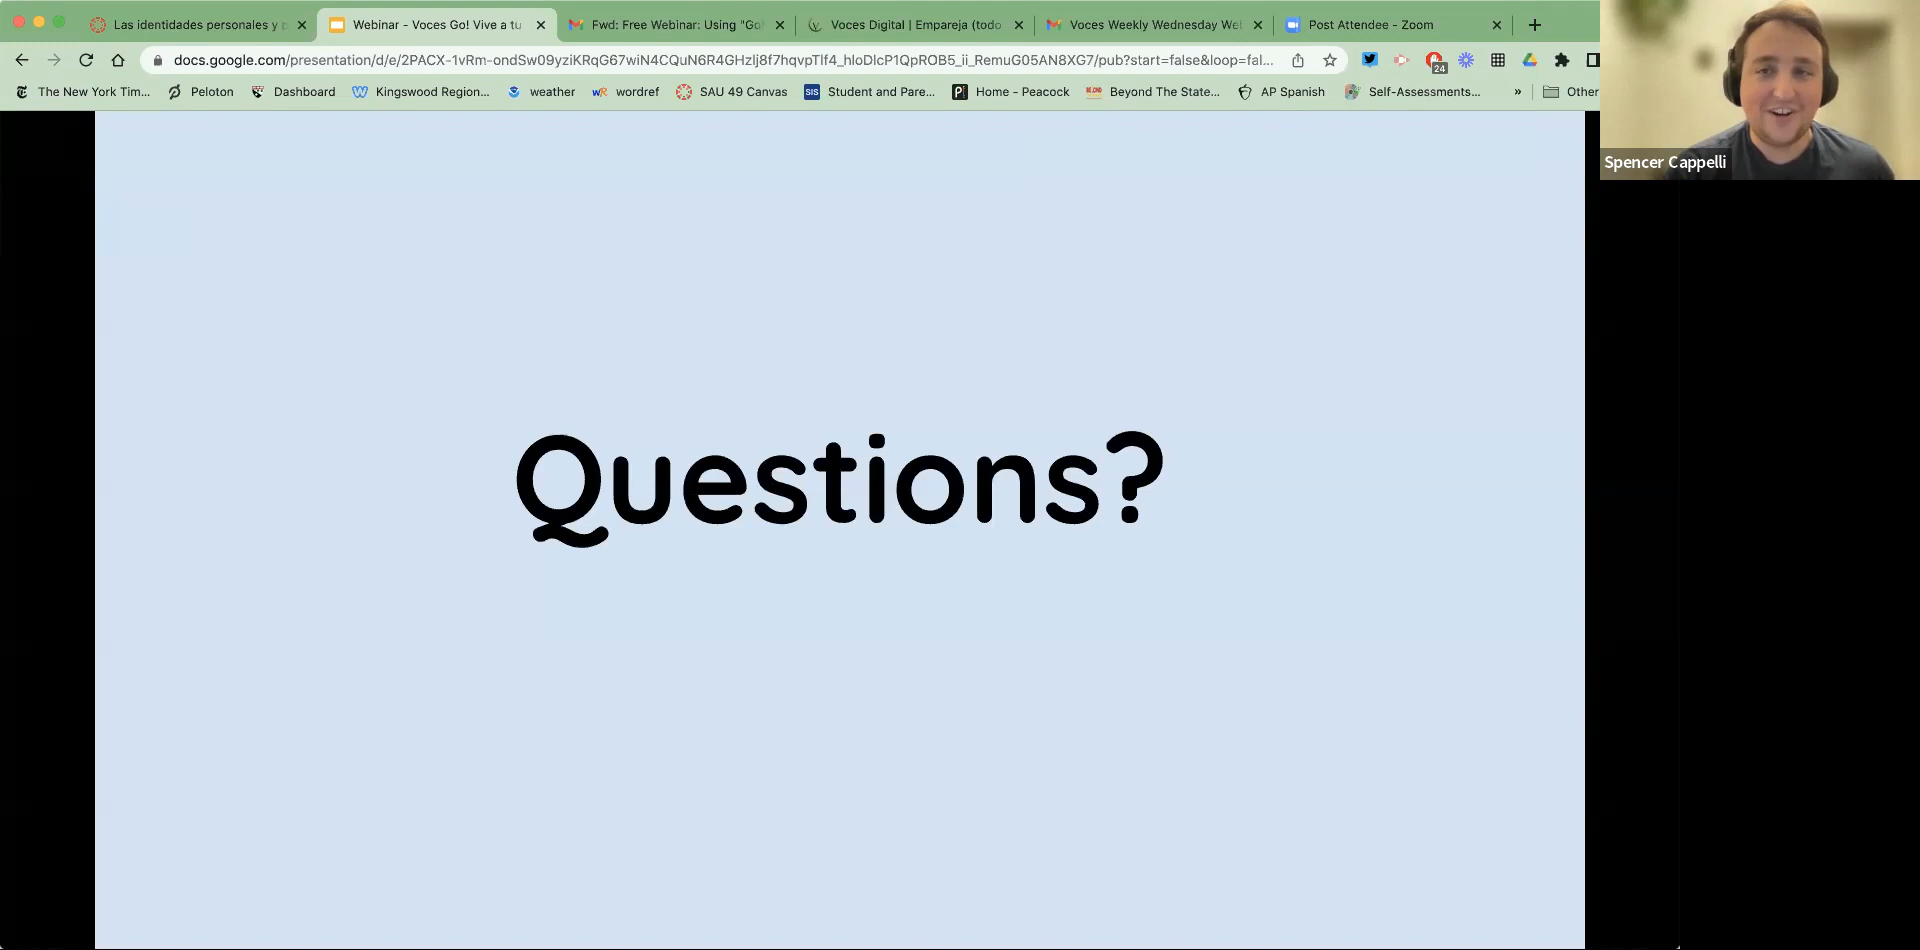 Las identidades personales y p
Webinar - Voces Go! Vive a tu
Fwd: Free Webinar: Using "Go!
Voces Digital | Empareja (todo
Voces Weekly Wednesday We
Post Attendee - Zoom
docs.google.com/presentation/d/e/2PACX-1vRm-ondSw09yziKRqG67wiN4CQuN6R4GHzIj8f7hqvpTlf4_hloDlcP1QpROB5_ii_RemuG05AN8XG7/pub?start=false&loop=fal...
24
The New York Tim...
Peloton
Dashboard
Kingswood Region...
weather
wordref
SAU 49 Canvas
SIS
Student and Pare...
Home - Peacock
Beyond The State...
AP Spanish
Self-Assessments...
»
Other
Spencer Cappelli
Questions?